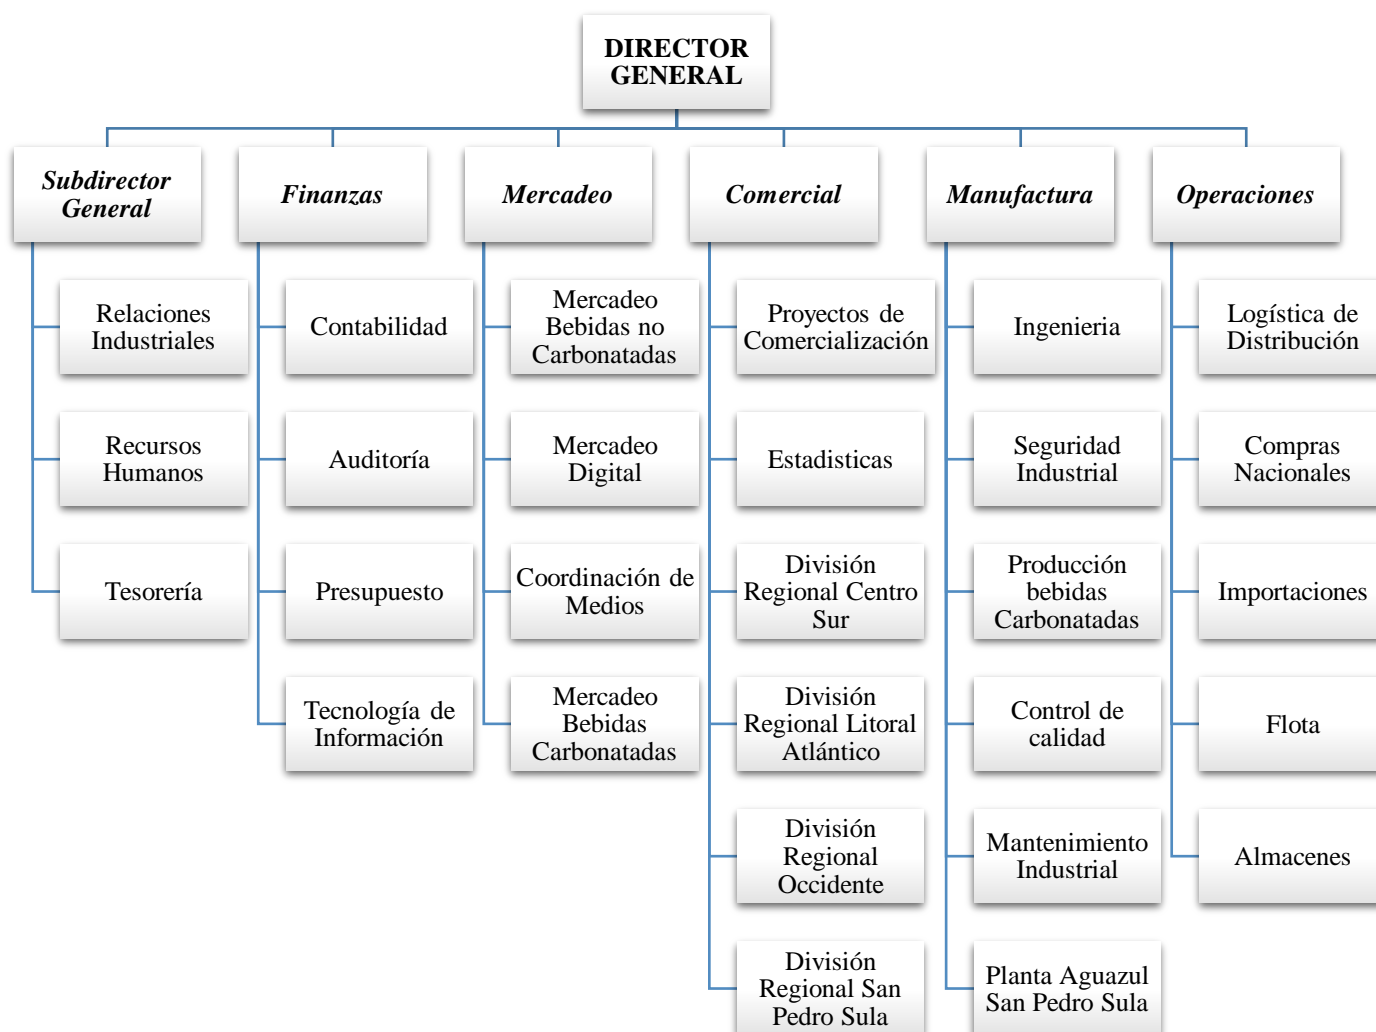 DIRECTOR
GENERAL
Subdirector
General
Finanzas
Mercadeo
Comercial
Manufactura
Operaciones
Relaciones
Industriales
Contabilidad
Mercadeo
Bebidas no
Carbonatadas
Proyectos de
Comercialización
Ingenieria
Logística de
Distribución
Recursos
Humanos
Auditoría
Mercadeo
Digital
Estadisticas
Seguridad
Industrial
Compras
Nacionales
Tesorería
Presupuesto
Coordinación de
Medios
División
Regional Centro
Sur
Producción
bebidas
Carbonatadas
Importaciones
Tecnología de
Información
Mercadeo
Bebidas
Carbonatadas
División
Regional Litoral
Atlántico
Control de
calidad
Flota
División
Regional
Occidente
Mantenimiento
Industrial
Almacenes
División
Regional San
Pedro Sula
Planta Aguazul
San Pedro Sula